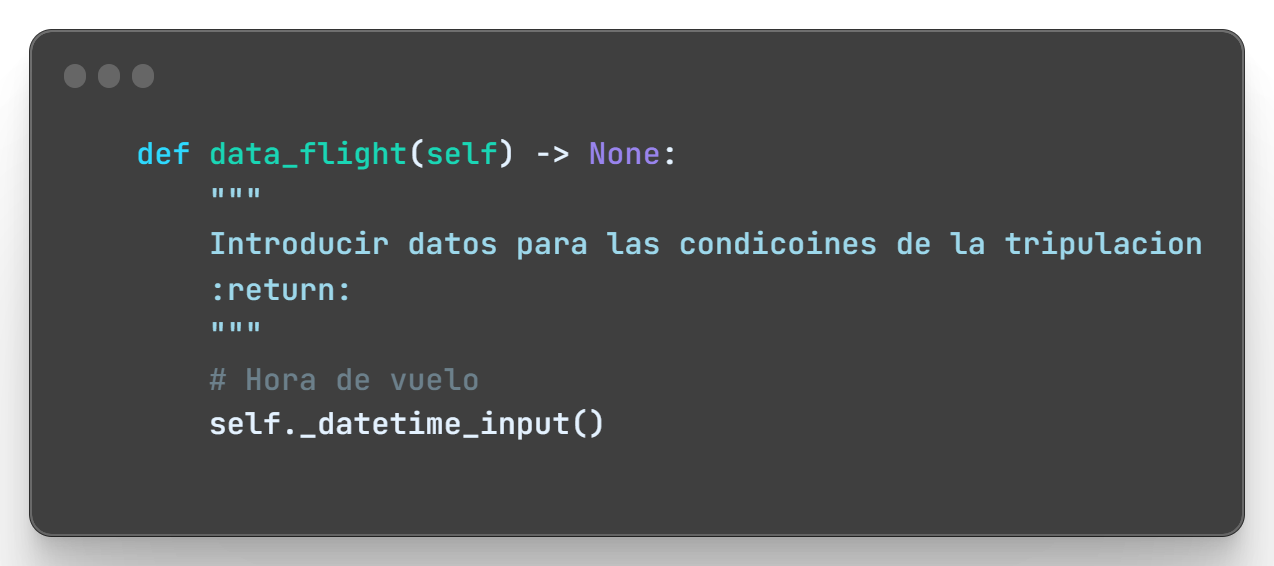 def data_flight(self) -> None:
"""
Introducir datos para las condicoines de la tripulacion
:return:
"""
# Hora de vuelo
self._datetime_input()